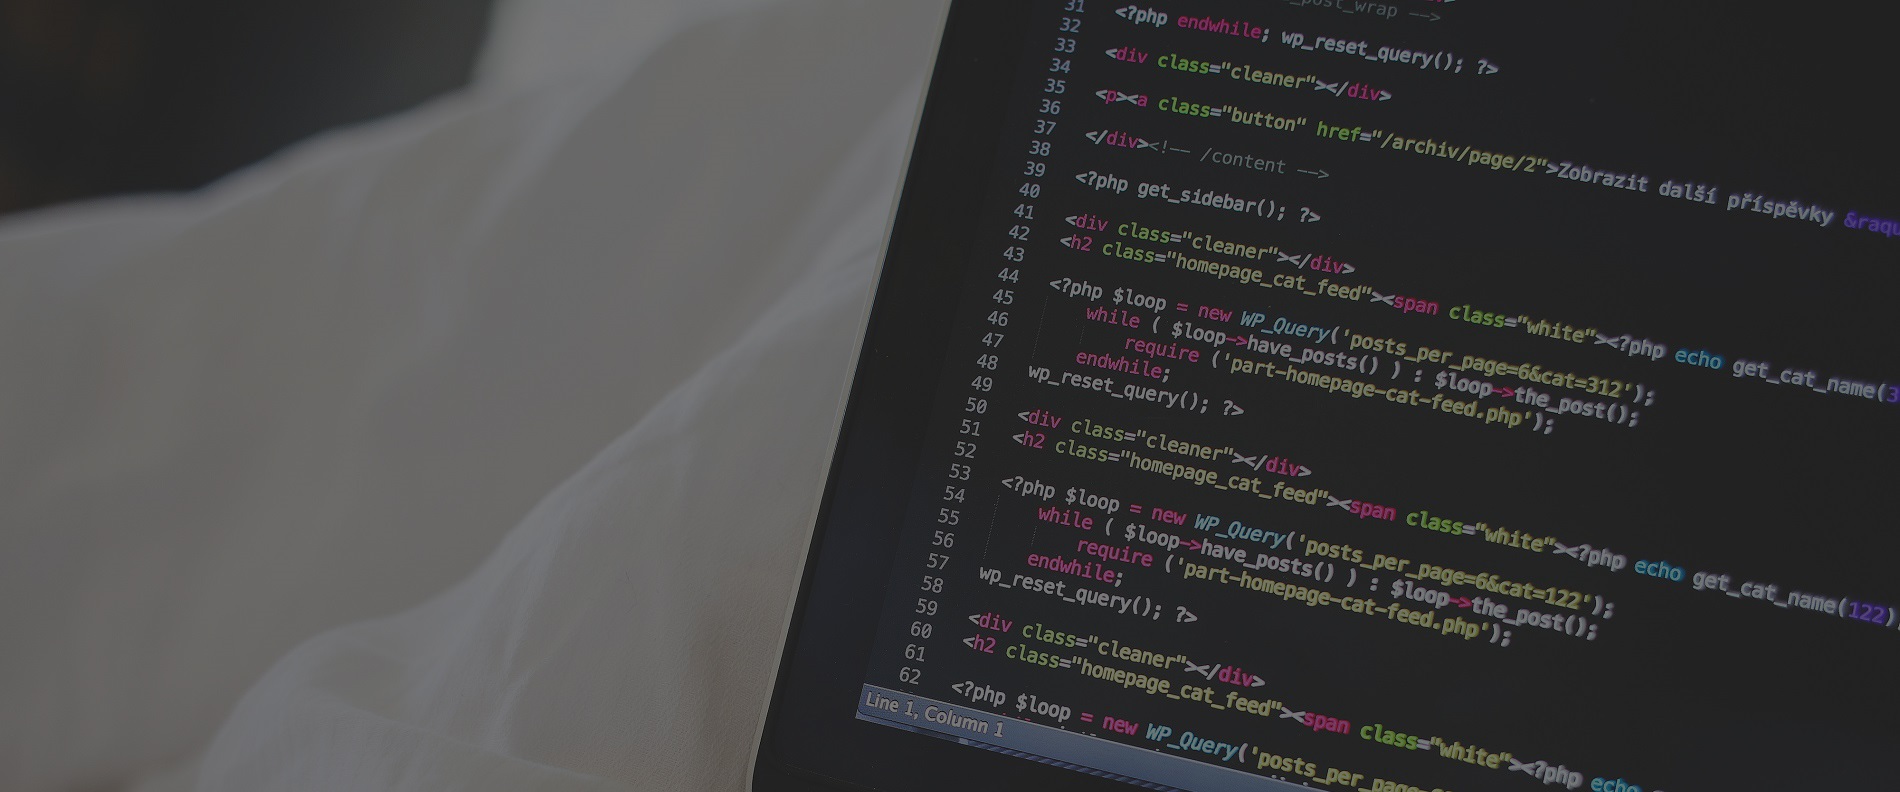 31 _post_wrap -->
32 <?php endwhile; wp_reset_query(); ?>
33
34 <div class="cleaner"></div>
35
36 <p><a class="button" href="/archiv/page/2">Zobrazit další příspěvky &raqu
37
38 </div><!-- /content -->
39
40 <?php get_sidebar(); ?>
41
42 <div class="cleaner"></div>
43 <h2 class="homepage_cat_feed"><span class="white"><?php echo get_cat_name(3
44
45 <?php $loop = new WP_Query('posts_per_page=6&cat=312');
46 while ( $loop->have_posts() ) : $loop->the_post();
47 require ('part-homepage-cat-feed.php');
48 endwhile;
49 wp_reset_query(); ?>
50
51 <div class="cleaner"></div>
52 <h2 class="homepage_cat_feed"><span class="white"><?php echo get_cat_name(122)
53
54 <?php $loop = new WP_Query('posts_per_page=6&cat=122');
55 while ( $loop->have_posts() ) : $loop->the_post();
56 require ('part-homepage-cat-feed.php');
57 endwhile;
58 wp_reset_query(); ?>
59
60 <div class="cleaner"></div>
61 <h2 class="homepage_cat_feed"><span class="white"><?php echo
62
<?php $loop = new WP_Query('posts_per_page
Line 1, Column 1